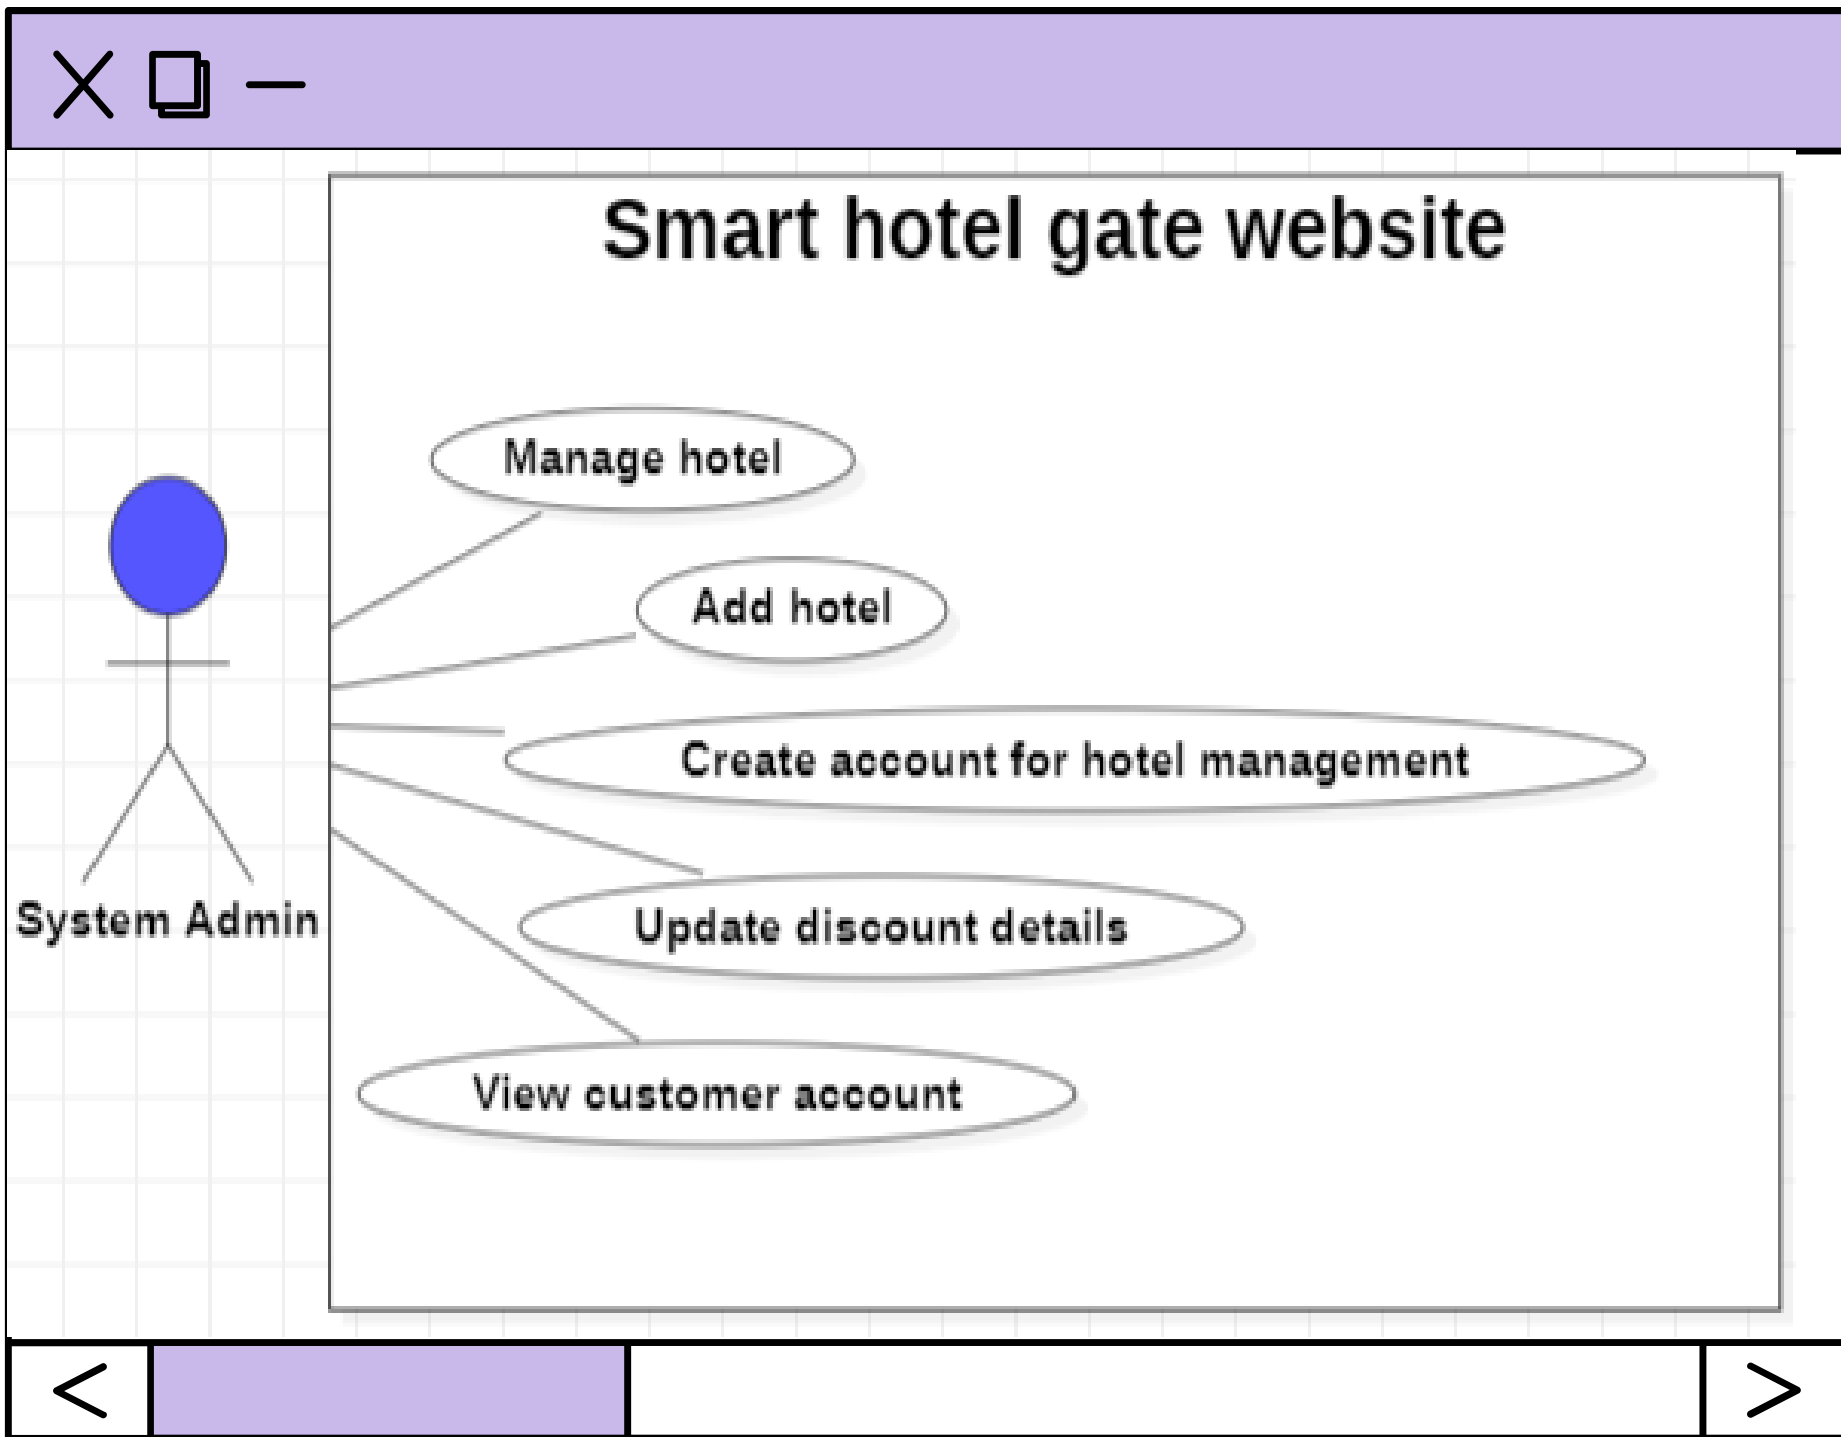 Smart hotel gate website
Manage hotel
Add hotel
Create account for hotel management
Update discount details
View customer account
System Admin